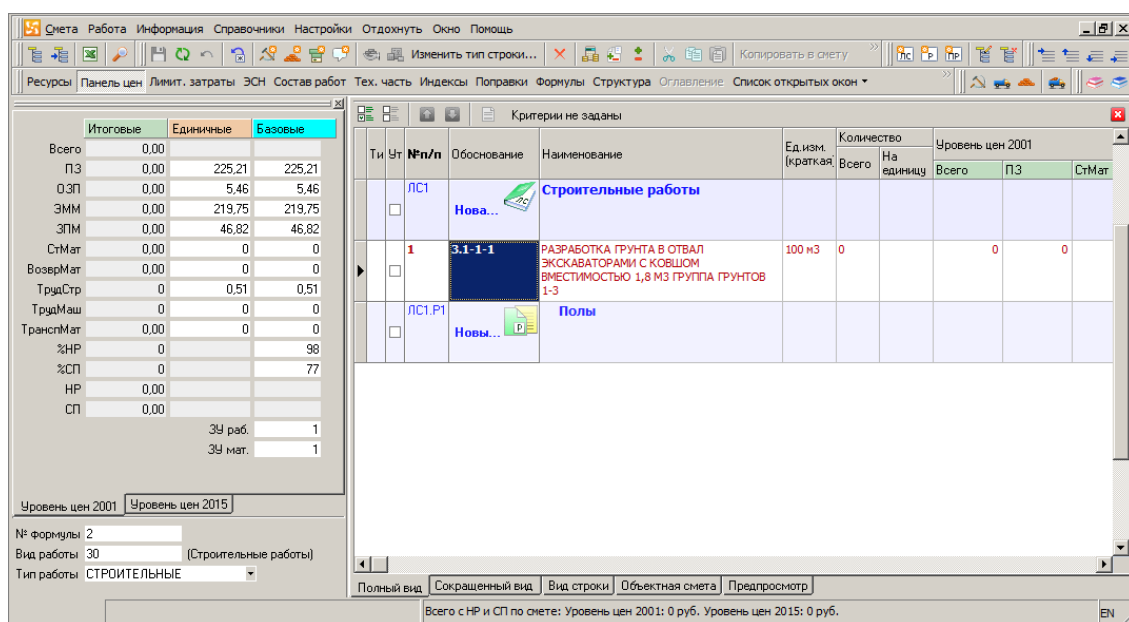 Смета Работа Информация Справочники Настройки Отдохнуть Окно Помощь
Изменить тип строки... Копировать в смету
Ресурсы Панель цен Лимит. затраты ЭСН Состав работ Тех. часть Индексы Поправки Формулы Структура Оглавление Список открытых окон
Критерии не заданы
Итоговые Единичные Базовые
Всего 0,00
ПЗ 0,00 225,21 225,21
ОЗП 0,00 5,46 5,46
ЭММ 0,00 219,75 219,75
ЗПМ 0,00 46,82 46,82
СтМат 0,00 0 0
ВозврМат 0,00 0 0
ТрудСтр 0 0,51 0,51
ТрудМаш 0 0 0
ТранспМат 0,00 0 0
%НР 0 98
%СП 0 77
НР 0,00
СП 0,00
ЗУ раб. 1
ЗУ мат. 1
Уровень цен 2001 Уровень цен 2015
№ формулы 2
Вид работы 30 (Строительные работы)
Тип работы СТРОИТЕЛЬНЫЕ
Ти Ут №п/п Обоснование Наименование Ед.изм. (краткая) Количество Уровень цен 2001
Всего На единицу Всего ПЗ СтМат
ЛС1 Строительные работы
Нова...
1 3.1-1-1 РАЗРАБОТКА ГРУНТА В ОТВАЛ 100 м3 0 0 0
ЭКСКАВАТОРАМИ С КОВШОМ
ВМЕСТИМОСТЬЮ 1,8 М3 ГРУППА ГРУНТОВ
1-3
ЛС1.Р1 Полы
Новы...
Полный вид Сокращенный вид Вид строки Объектная смета Предпросмотр
Всего с НР и СП по смете: Уровень цен 2001: 0 руб. Уровень цен 2015: 0 руб.
EN